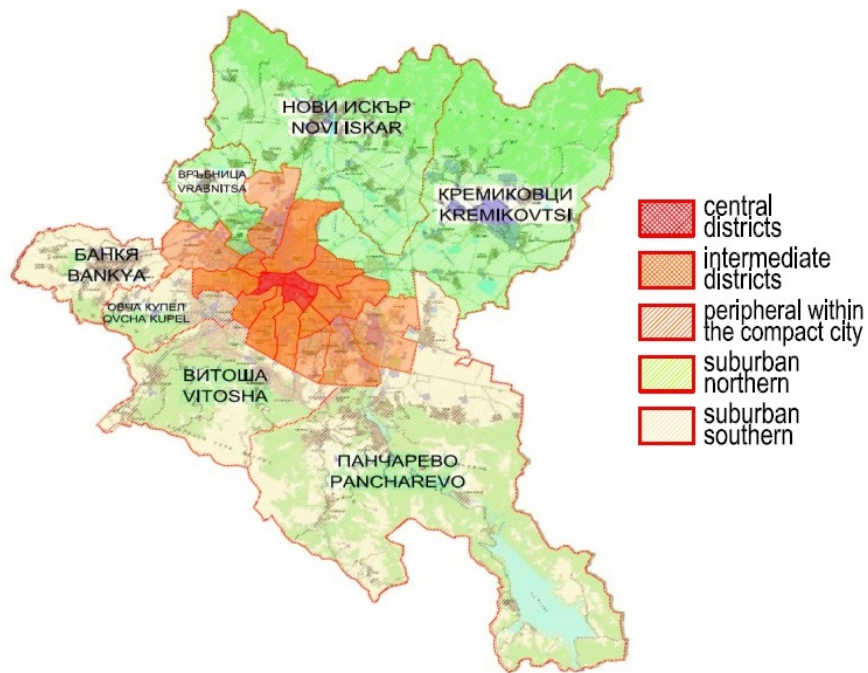 НОВИ ИСКЪР
NOVI ISKAR
ВРЪБНИЦА
VRABNITSA
КРЕМИКОВЦИ
KREMIKOVTSI
БАНКЯ
BANKYA
ОВЧА КУПЕЛ
OVCHA KUPEL
ВИТОША
VITOSHA
ПАНЧАРЕВО
PANCHAREVO
central
districts
intermediate
districts
peripheral within
the compact city
suburban
northern
suburban
southern